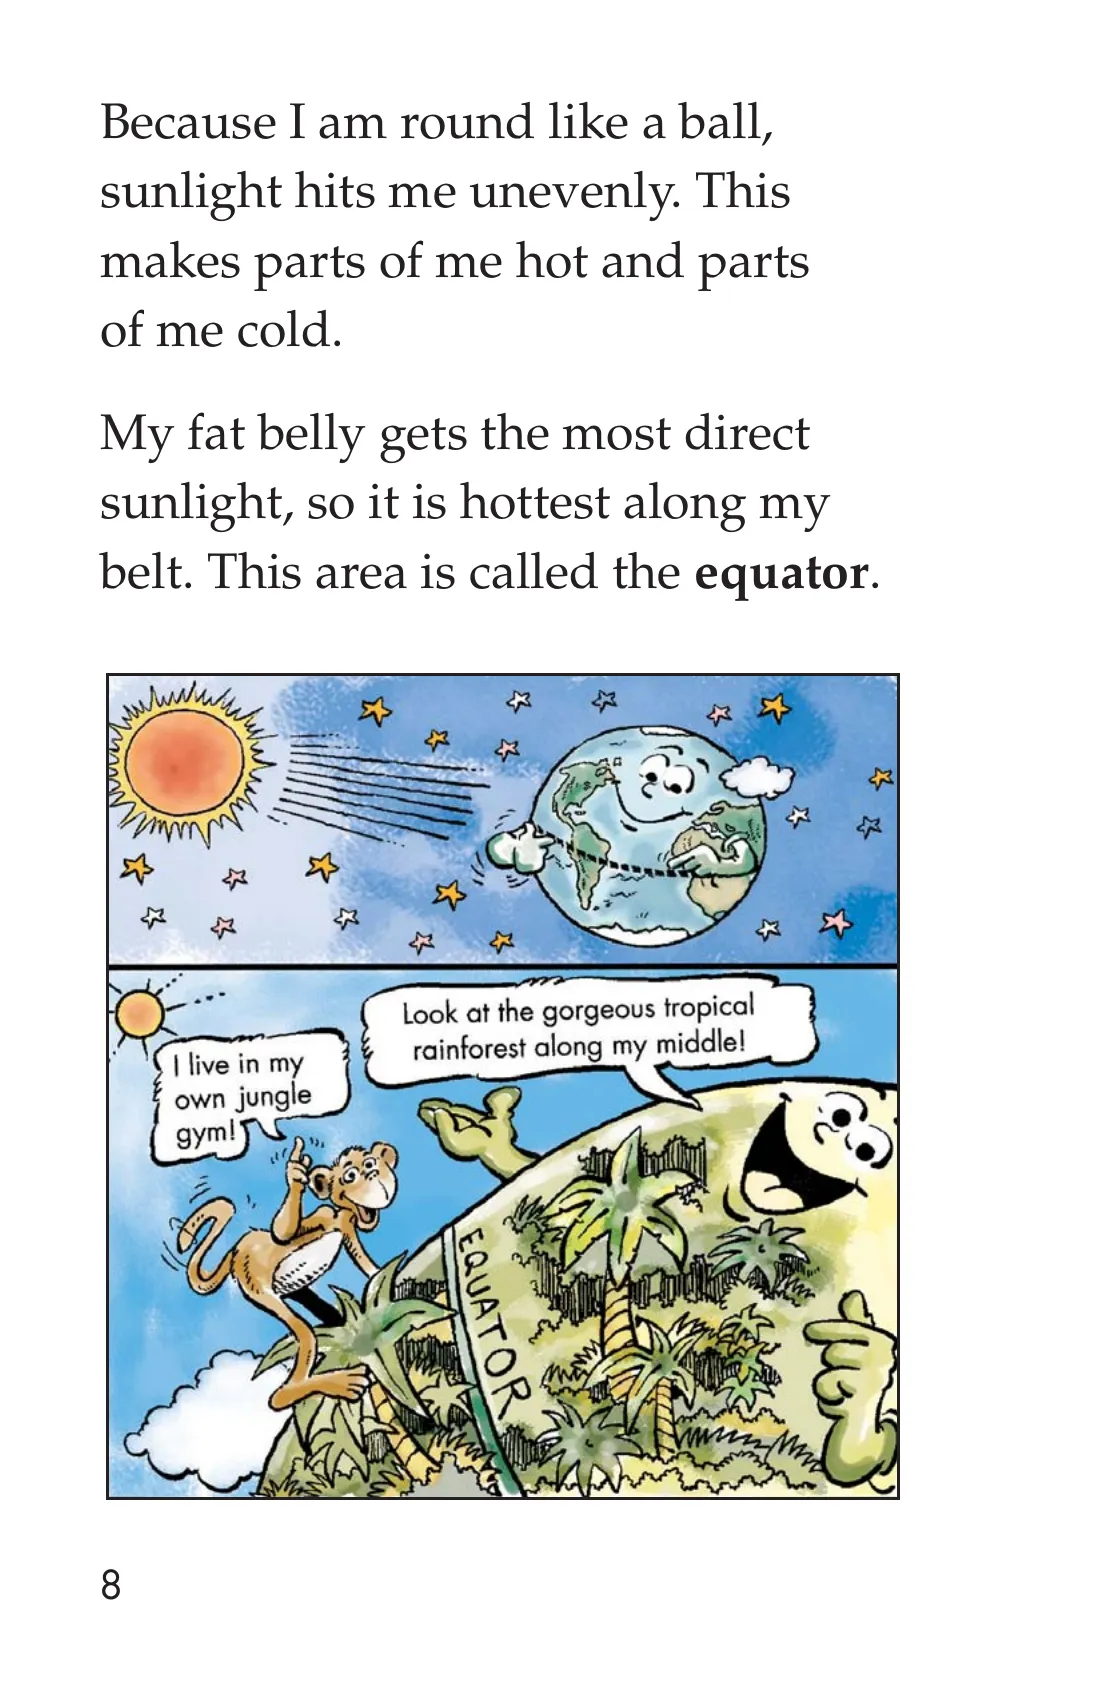 Because I am round like a ball,
sunlight hits me unevenly. This
makes parts of me hot and parts
of me cold.
My fat belly gets the most direct
sunlight, so it is hottest along my
belt. This area is called the equator.
Look at the gorgeous tropical
rainforest along my middle!
I live in my
own jungle
gym!
EQUATOR
8